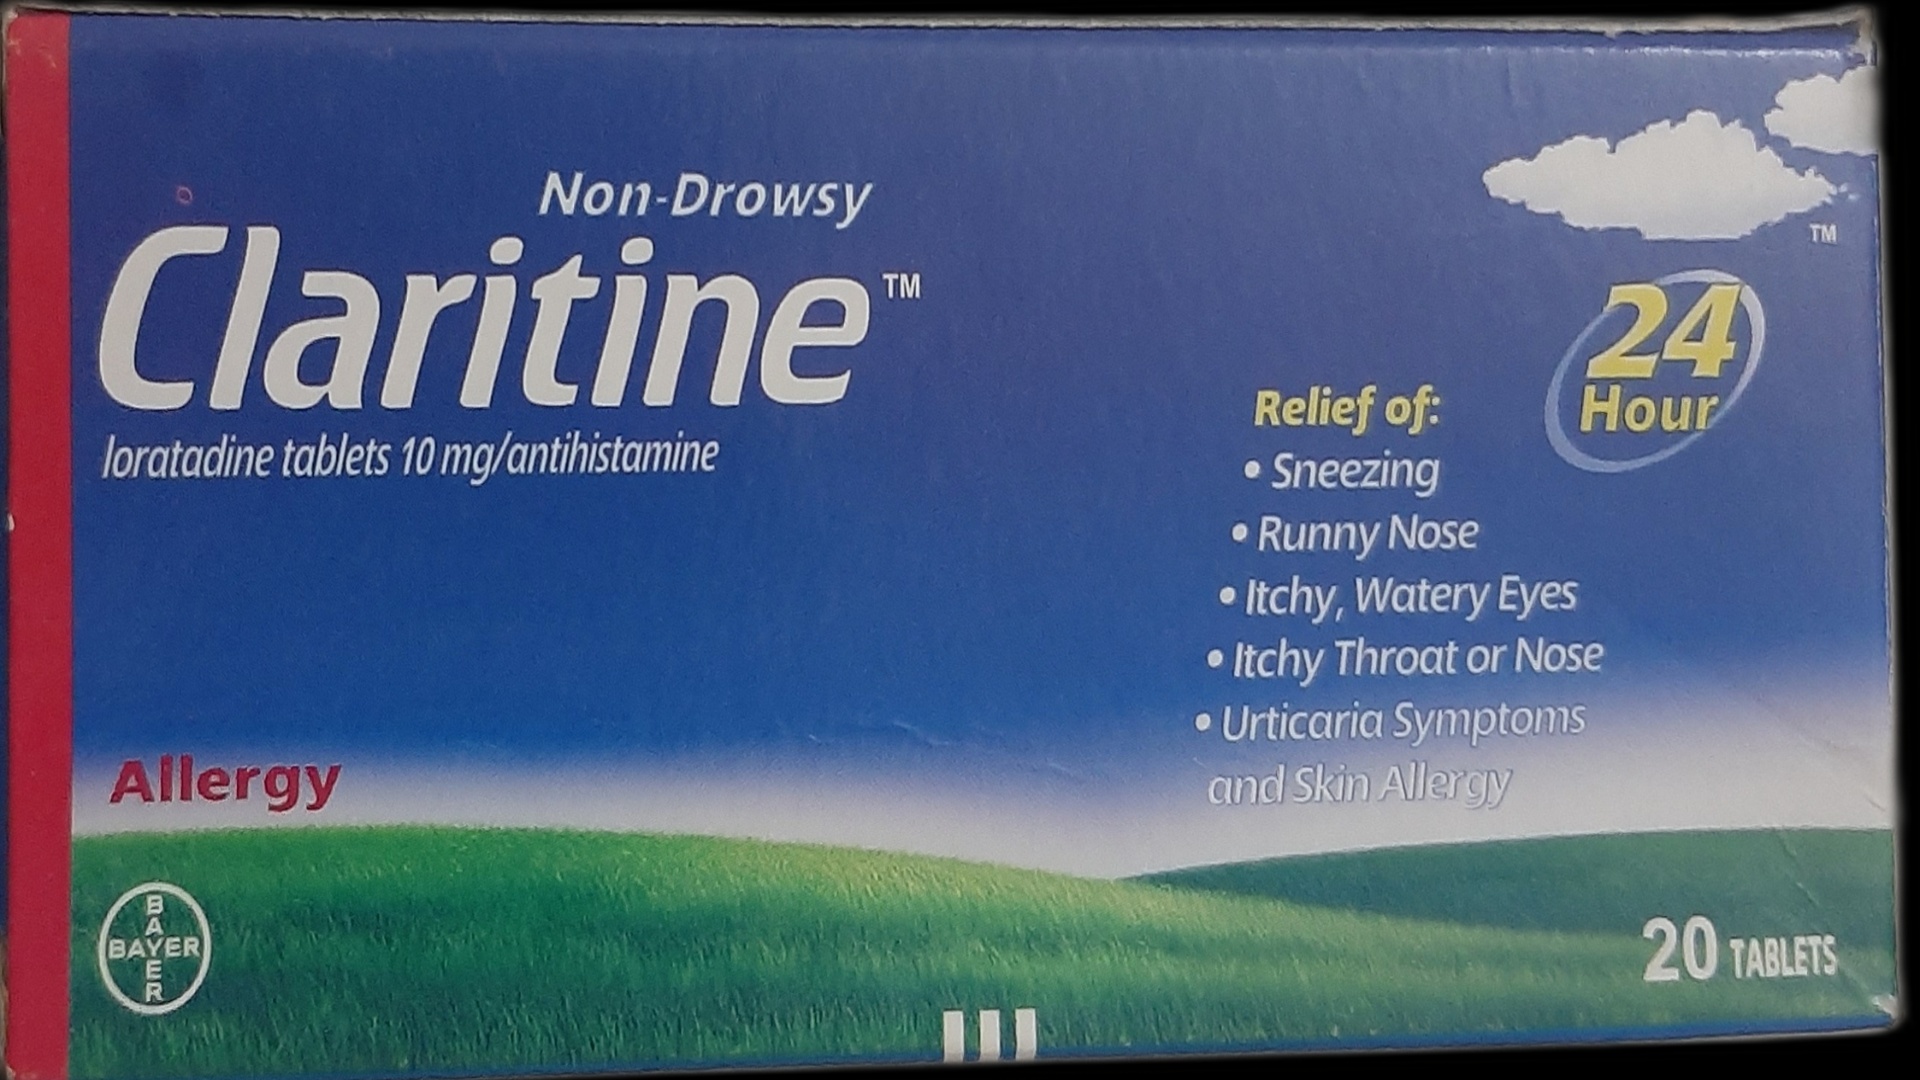 Non-Drowsy
Claritine™
loratadine tablets 10 mg/antihistamine
TM
24
Hour
Relief of:
• Sneezing
• Runny Nose
• Itchy, Watery Eyes
• Itchy Throat or Nose
• Urticaria Symptoms
and Skin Allergy
Allergy
BAYER
BAYER
20 TABLETS